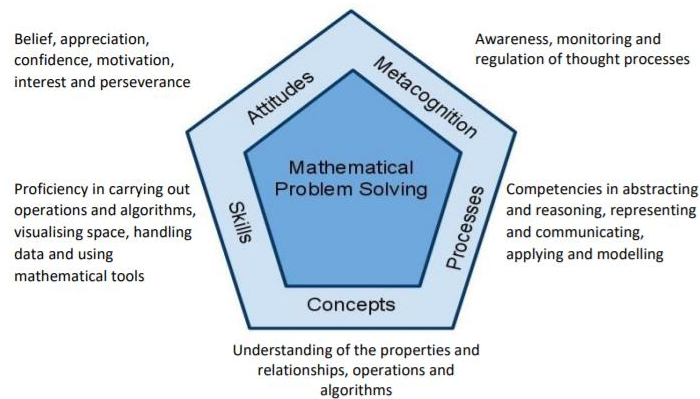 Belief, appreciation,
confidence, motivation,
interest and perseverance
Awareness, monitoring and
regulation of thought processes
Attitudes
Metacognition
Mathematical
Problem Solving
Proficiency in carrying out
operations and algorithms,
visualising space, handling
data and using
mathematical tools
Skills
Processes
Competencies in abstracting
and reasoning, representing
and communicating,
applying and modelling
Concepts
Understanding of the properties and
relationships, operations and
algorithms